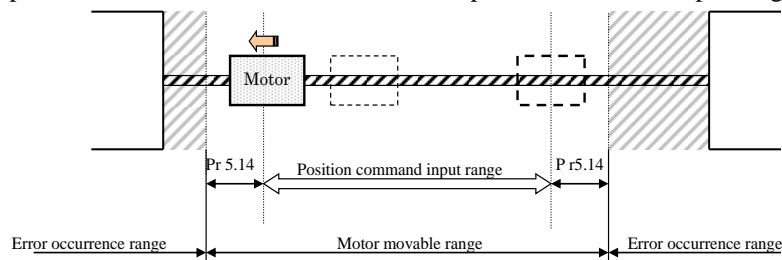 Motor
Pr 5.14
Position command input range
P r5.14
Error occurrence range
Motor movable range
Error occurrence range